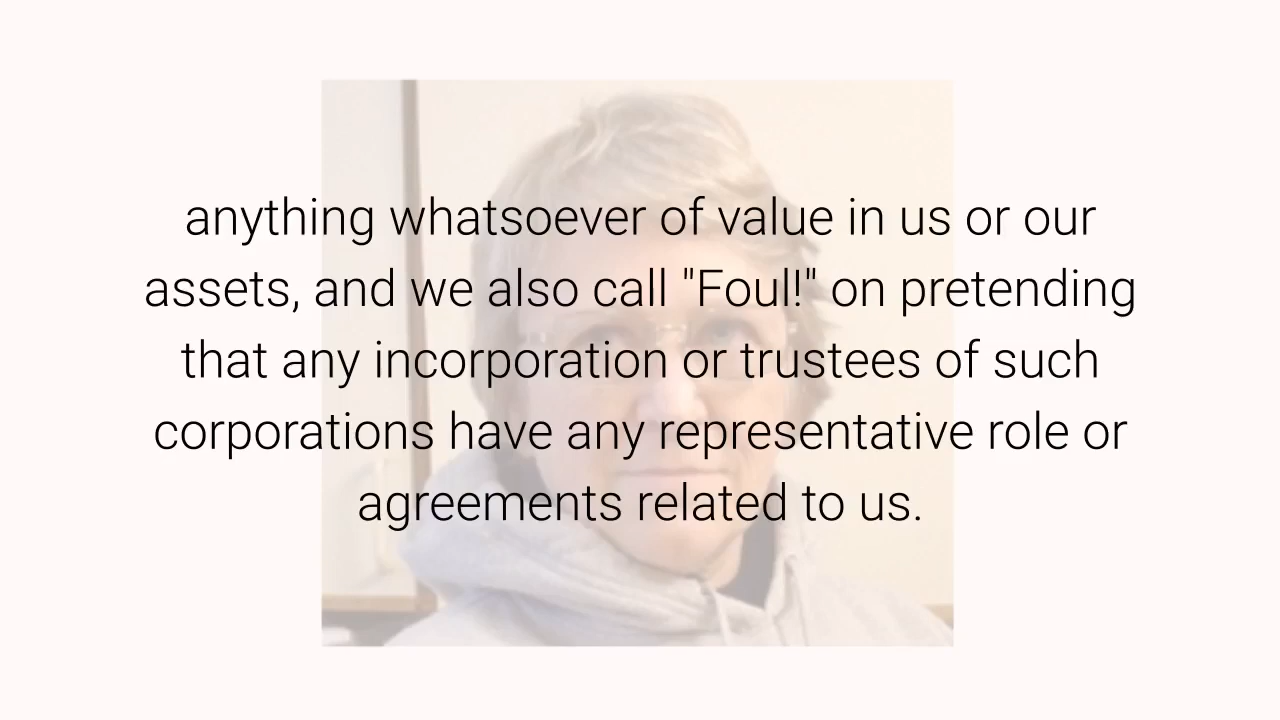 anything whatsoever of value in us or our
assets, and we also call "Foul!" on pretending
that any incorporation or trustees of such
corporations have any representative role or
agreements related to us.